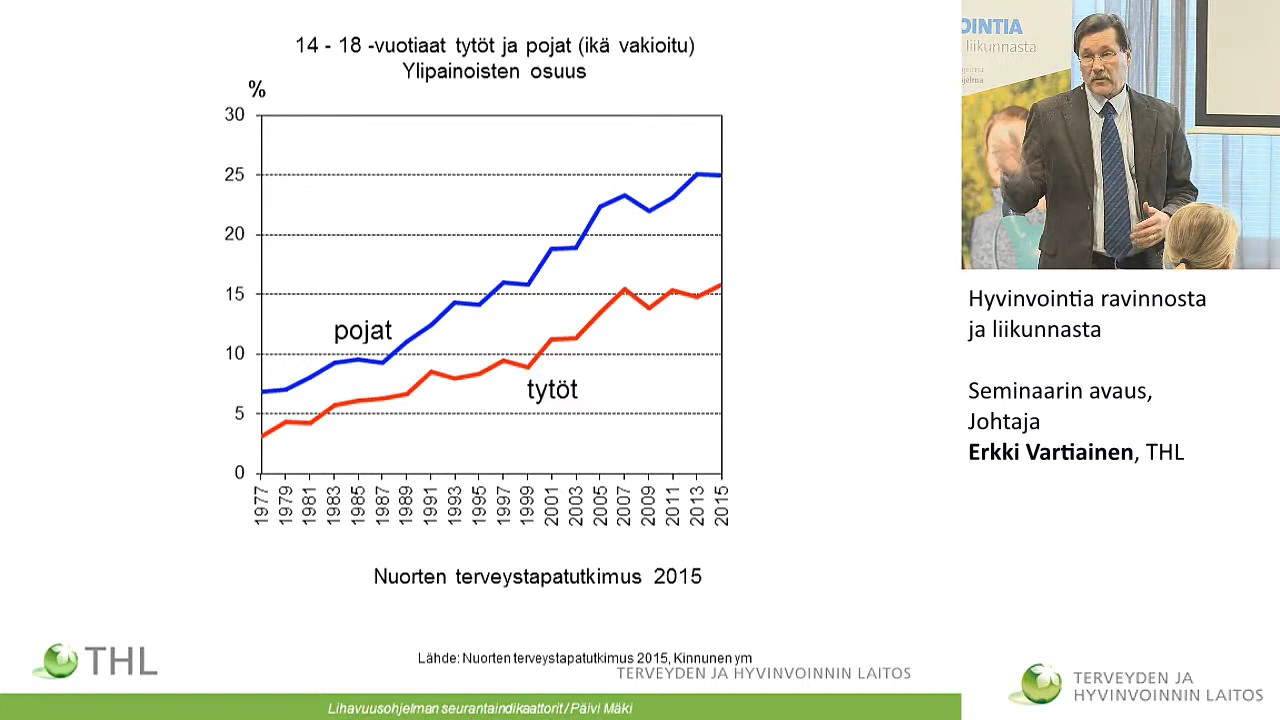 14 - 18 -vuotiaat tytöt ja pojat (ikä vakioitu)
Ylipainoisten osuus
%
30
25
20
15
10
5
0
pojat
tytöt
1977
1979
1981
1983
1985
1987
1989
1991
1993
1995
1997
1999
2001
2003
2005
2007
2009
2011
2013
2015
Nuorten terveystapatutkimus 2015
THL
Lähde: Nuorten terveystapatutkimus 2015, Kinnunen ym
TERVEYDEN JA HYVINVOINNIN LAITOS
Lihavuusohjelman seurantaindikaattorit / Päivi Mäki
OINTIA
liikunnasta
Hyvinvointia ravinnosta
ja liikunnasta
Seminaarin avaus,
Johtaja
Erkki Vartiainen, THL
TERVEYDEN JA
HYVINVOINNIN LAITOS